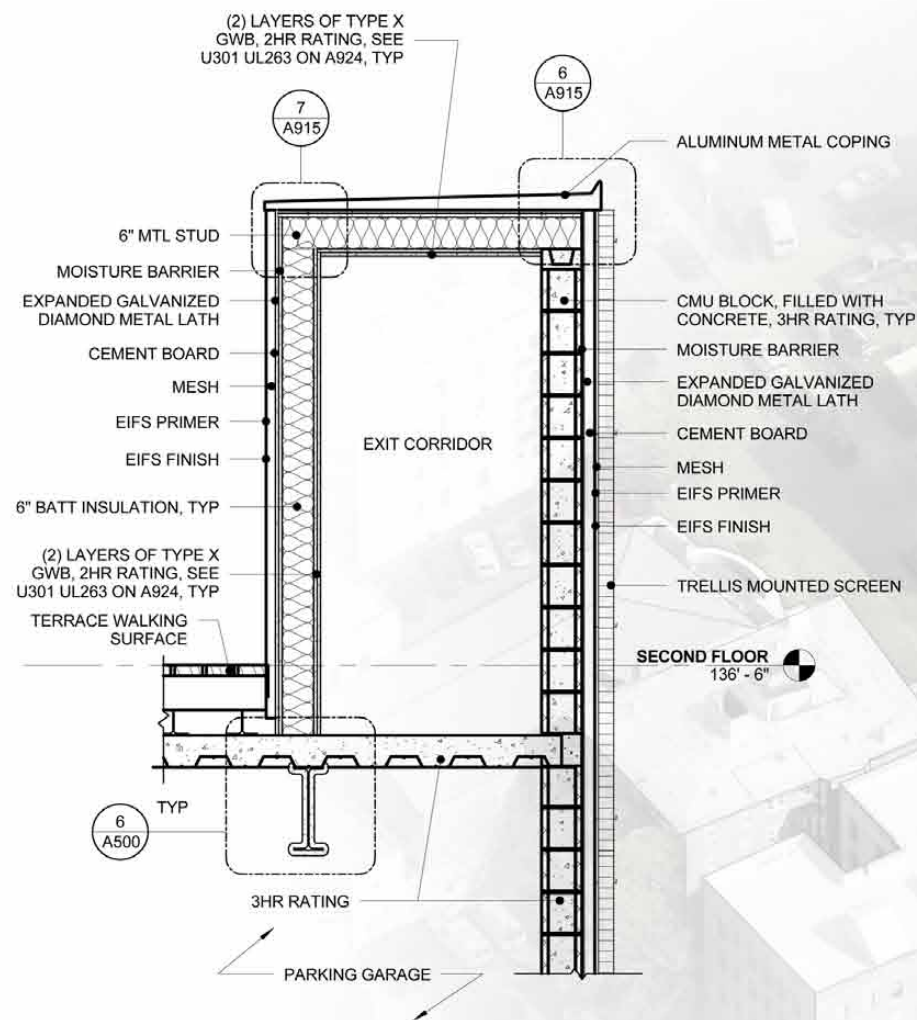 (2) LAYERS OF TYPE X
GWB, 2HR RATING, SEE
U301 UL263 ON A924, TYP
7
A915
6
A915
ALUMINUM METAL COPING
6" MTL STUD
MOISTURE BARRIER
EXPANDED GALVANIZED
DIAMOND METAL LATH
CEMENT BOARD
MESH
EIFS PRIMER
EIFS FINISH
6" BATT INSULATION, TYP
(2) LAYERS OF TYPE X
GWB, 2HR RATING, SEE
U301 UL263 ON A924, TYP
TERRACE WALKING
SURFACE
EXIT CORRIDOR
CMU BLOCK, FILLED WITH
CONCRETE, 3HR RATING, TYP
MOISTURE BARRIER
EXPANDED GALVANIZED
DIAMOND METAL LATH
CEMENT BOARD
MESH
EIFS PRIMER
EIFS FINISH
TRELLIS MOUNTED SCREEN
SECOND FLOOR
136' - 6"
TYP
6
A500
3HR RATING
PARKING GARAGE